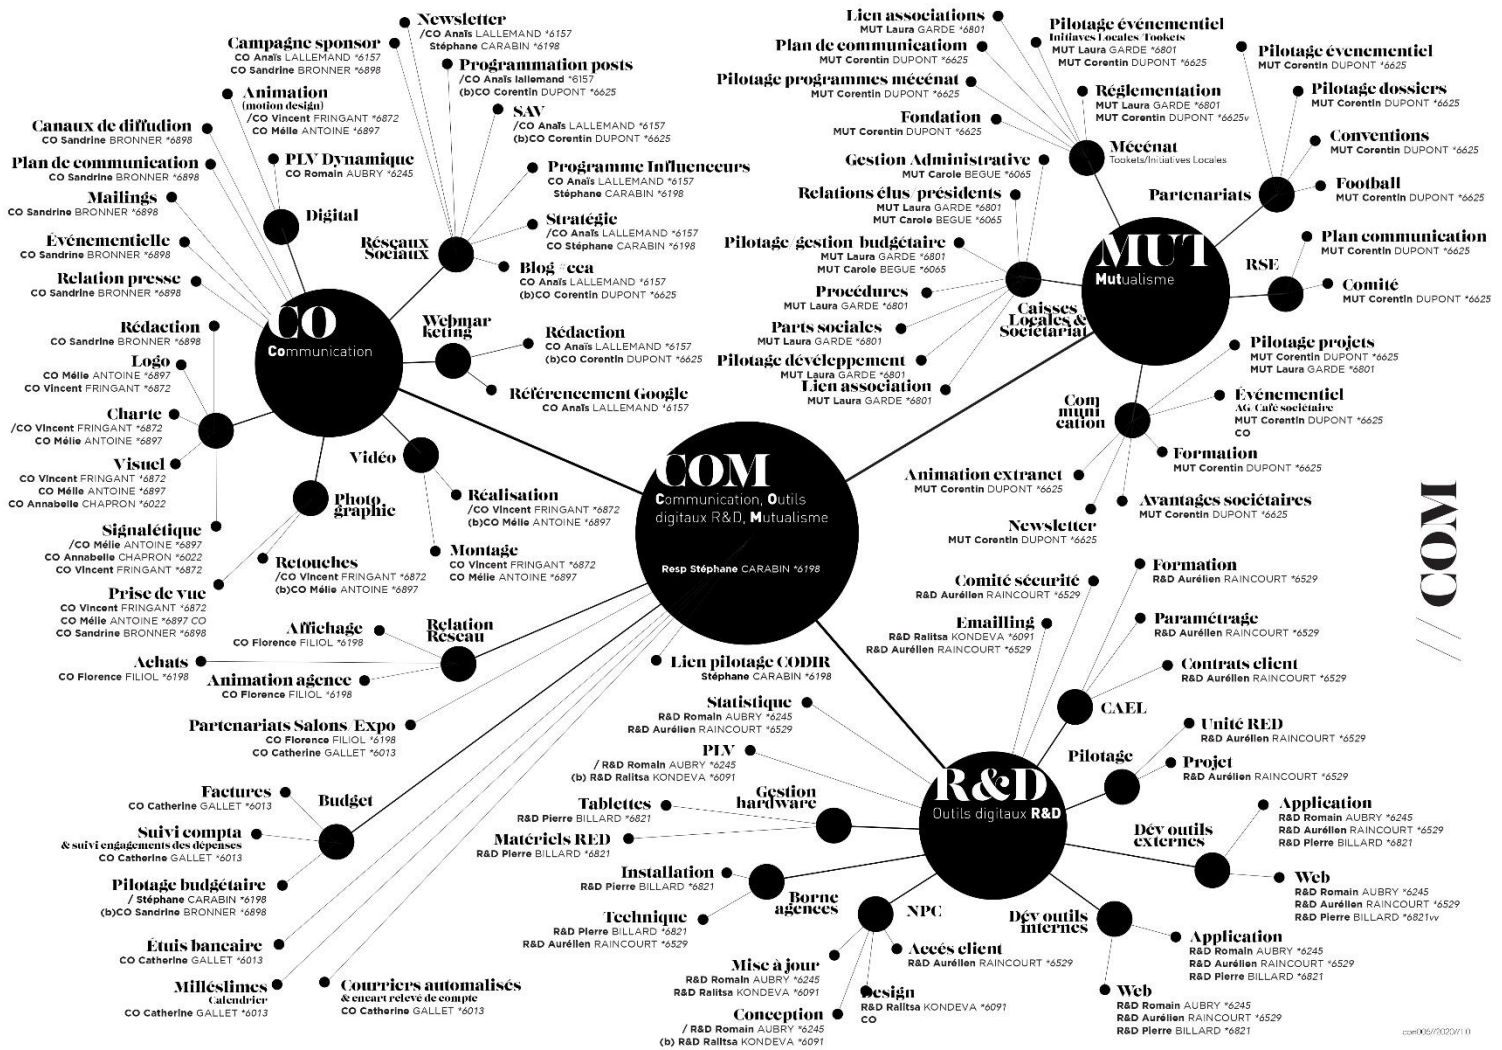 Newsletter
/CO Anaïs LALLEMAND *6157
Stéphane CARABIN *6198
Campagne sponsor
CO Anaïs LALLEMAND *6157
CO Sandrine BRONNER *6898
Programmation posts
/CO Anaïs lallemand *6157
(b)CO Corentin DUPONT *6625
Animation
(motion design)
/CO Vincent FRINGANT *6872
CO Mélie ANTOINE *6897
SAV
/CO Anaïs LALLEMAND *6157
(b)CO Corentin DUPONT *6625
Canaux de diffudion
CO Sandrine BRONNER *6898
PLV Dynamique
CO Romain AUBRY *6245
Plan de communication
CO Sandrine BRONNER *6898
Programme Influenceurs
CO Anaïs LALLEMAND *6157
Stéphane CARABIN *6198
Mailings
CO Sandrine BRONNER *6898
Digital
Stratégie
/CO Anaïs LALLEMAND *6157
CO Stéphane CARABIN *6198
Événementielle
CO Sandrine BRONNER *6898
Réseaux
Sociaux
Blog #cca
CO Anaïs LALLEMAND *6157
(b)CO Corentin DUPONT *6625
Relation presse
CO Sandrine BRONNER *6898
CO
Communication
Webmar
keting
Rédaction
CO Anaïs LALLEMAND *6157
(b)CO Corentin DUPONT *6625
Référencement Google
CO Anaïs LALLEMAND *6157
Rédaction
CO Sandrine BRONNER *6898
Logo
CO Mélie ANTOINE *6897
CO Vincent FRINGANT *6872
Charte
/CO Vincent FRINGANT *6872
CO Mélie ANTOINE *6897
Visuel
CO Vincent FRINGANT *6872
CO Mélie ANTOINE *6897
CO Annabelle CHAPRON *6022
Signalétique
/CO Mélie ANTOINE *6897
CO Annabelle CHAPRON *6022
CO Vincent FRINGANT *6872
Vidéo
Réalisation
/CO Vincent FRINGANT *6872
(b)CO Mélie ANTOINE *6897
Montage
CO Vincent FRINGANT *6872
CO Mélie ANTOINE *6897
Photo
graphie
Retouches
/CO Vincent FRINGANT *6872
(b)CO Mélie ANTOINE *6897
Prise de vue
CO Vincent FRINGANT *6872
CO Mélie ANTOINE *6897 CO
CO Sandrine BRONNER *6898
Lien associations
MUT Laura GARDE *6801
Plan de communicatiom
MUT Corentin DUPONT *6625
Pilotage programmes mécénat
MUT Corentin DUPONT *6625
Fondation
MUT Corentin DUPONT *6625
Pilotage événementiel
Initiaves Locales/Tookets
MUT Laura GARDE *6801
MUT Corentin DUPONT *6625
Réglementation
MUT Laura GARDE *6801
MUT Corentin DUPONT *6625v
Mécénat
Tookets/Initiatives Locales
Pilotage évenementiel
MUT Corentin DUPONT *6625
Pilotage dossiers
MUT Corentin DUPONT *6625
Conventions
MUT Corentin DUPONT *6625
Football
MUT Corentin DUPONT *6625
Partenariats
Gestion Administrative
MUT Laura GARDE *6801
MUT Carole BEGUE *6065
Relations élus/présidents
MUT Laura GARDE *6801
MUT Carole BEGUE *6065
Pilotage/gestion budgétaire
MUT Laura GARDE *6801
MUT Carole BEGUE *6065
Procédures
MUT Laura GARDE *6801
Parts sociales
MUT Laura GARDE *6801
Pilotage dévéleppement
MUT Laura GARDE *6801
Lien association
MUT Laura GARDE *6801
Caisses
Locales &
Sociétariat
MUT
Mutualisme
RSE
Plan communication
MUT Corentin DUPONT *6625
Comité
MUT Corentin DUPONT *6625
Com
muni
cation
Pilotage projets
MUT Corentin DUPONT *6625
MUT Laura GARDE *6801
Événementiel
AG/Café sociétaire
MUT Corentin DUPONT *6625
CO
Formation
MUT Corentin DUPONT *6625
Avantages sociétaires
MUT Corentin DUPONT *6625
Animation extranet
MUT Corentin DUPONT *6625
Newsletter
MUT Corentin DUPONT *6625
COM
Communication, Outils
digitaux R&D, Mutualisme
Resp Stéphane CARABIN *6198
// COM
Relation
Réseau
Affichage
CO Florence FILIOL *6198
Achats
CO Florence FILIOL *6198
Animation agence
CO Florence FILIOL *6198
Partenariats Salons/Expo
CO Florence FILIOL *6198
CO Catherine GALLET *6013
Lien pilotage CODIR
Stéphane CARABIN *6198
Budget
Factures
CO Catherine GALLET *6013
Suivi compta
& suivi engagements des dépenses
CO Catherine GALLET *6013
Pilotage budgétaire
/ Stéphane CARABIN *6198
(b)CO Sandrine BRONNER *6898
Étuis bancaire
CO Catherine GALLET *6013
Milléslimes
Calendrier
CO Catherine GALLET *6013
Courriers automalisés
& encart relevé de compte
CO Catherine GALLET *6013
Comité sécurité
R&D Aurélien RAINCOURT *6529
Emailling
R&D Ralitsa KONDEVA *6091
R&D Aurélien RAINCOURT *6529
Formation
R&D Aurélien RAINCOURT *6529
Paramétrage
R&D Aurélien RAINCOURT *6529
Contrats client
R&D Aurélien RAINCOURT *6529
CAEL
Unité RED
R&D Aurélien RAINCOURT *6529
Pilotage
Projet
R&D Aurélien RAINCOURT *6529
R&D
Outils digitaux R&D
Statistique
R&D Romain AUBRY *6245
R&D Aurélien RAINCOURT *6529
PLV
/ R&D Romain AUBRY *6245
(b) R&D Ralitsa KONDEVA *6091
Gestion
hardware
Tablettes
R&D Pierre BILLARD *6821
Matériels RED
R&D Pierre BILLARD *6821
Installation
R&D Pierre BILLARD *6821
Technique
R&D Pierre BILLARD *6821
R&D Aurélien RAINCOURT *6529
Borne
agences
NPC
Accés client
R&D Aurélien RAINCOURT *6529
Mise à jour
R&D Romain AUBRY *6245
R&D Ralitsa KONDEVA *6091
Design
R&D Ralitsa KONDEVA *6091
CO
Conception
/ R&D Romain AUBRY *6245
(b) R&D Ralitsa KONDEVA *6091
Dév outils
externes
Application
R&D Romain AUBRY *6245
R&D Aurélien RAINCOURT *6529
R&D Pierre BILLARD *6821
Web
R&D Romain AUBRY *6245
R&D Aurélien RAINCOURT *6529
R&D Pierre BILLARD *6821vv
Dév outils
internes
Application
R&D Romain AUBRY *6245
R&D Aurélien RAINCOURT *6529
R&D Pierre BILLARD *6821
Web
R&D Romain AUBRY *6245
R&D Aurélien RAINCOURT *6529
R&D Pierre BILLARD *6821